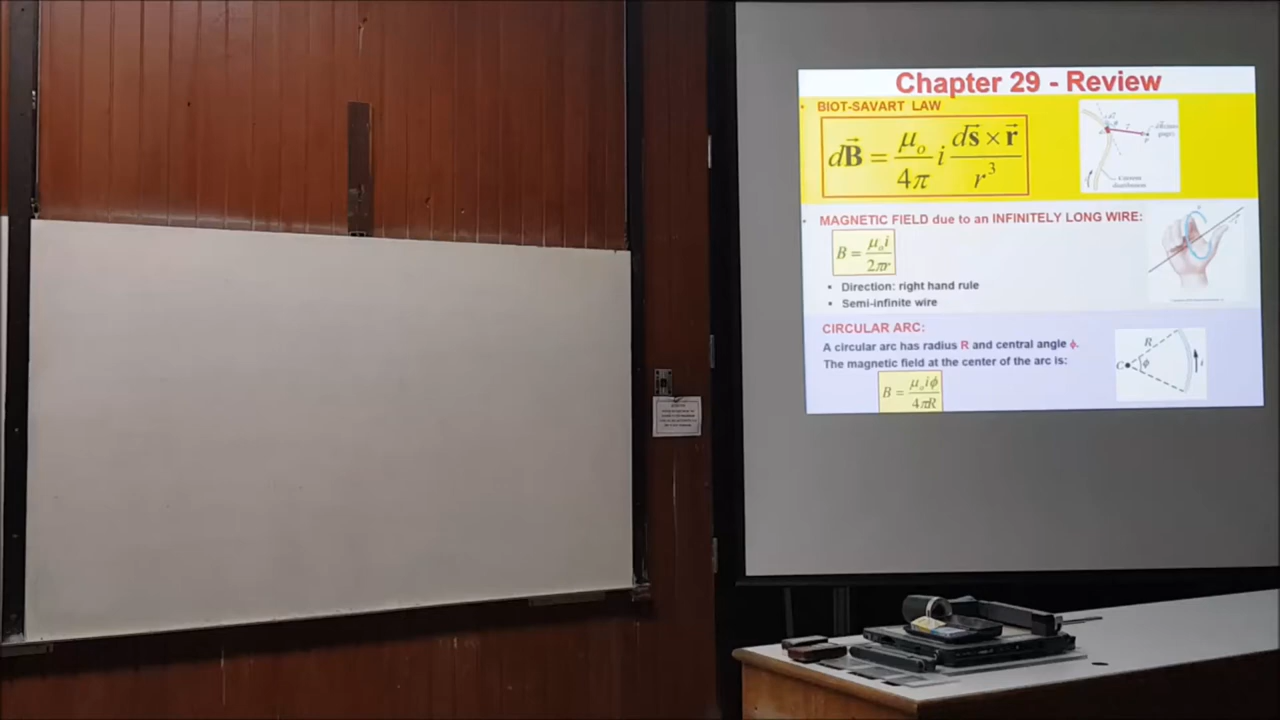 Chapter 29 - Review
• BIOT-SAVART LAW
dB⃗ = μₒ/4π i ds⃗ × r⃗ / r³
• MAGNETIC FIELD due to an INFINITELY LONG WIRE:
B = μₒi / 2πr
▪ Direction: right hand rule
▪ Semi-infinite wire
CIRCULAR ARC:
A circular arc has radius R and central angle ϕ.
The magnetic field at the center of the arc is:
B = μₒiϕ / 4πR
Current
distribution
R
C
ϕ
i